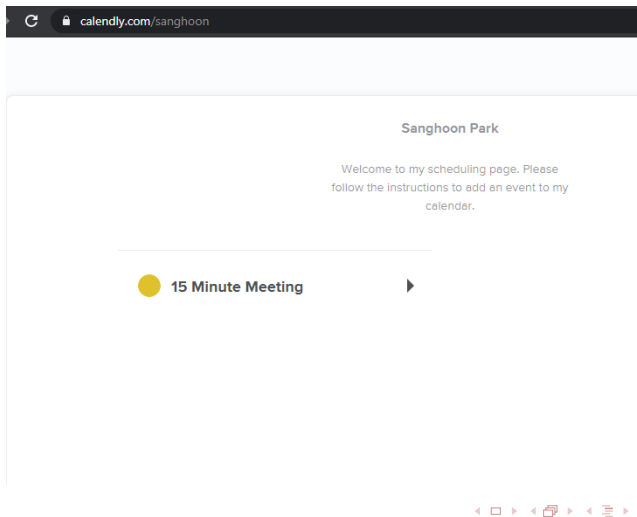 calendly.com/sanghoon
Sanghoon Park
Welcome to my scheduling page. Please
follow the instructions to add an event to my
calendar.
15 Minute Meeting